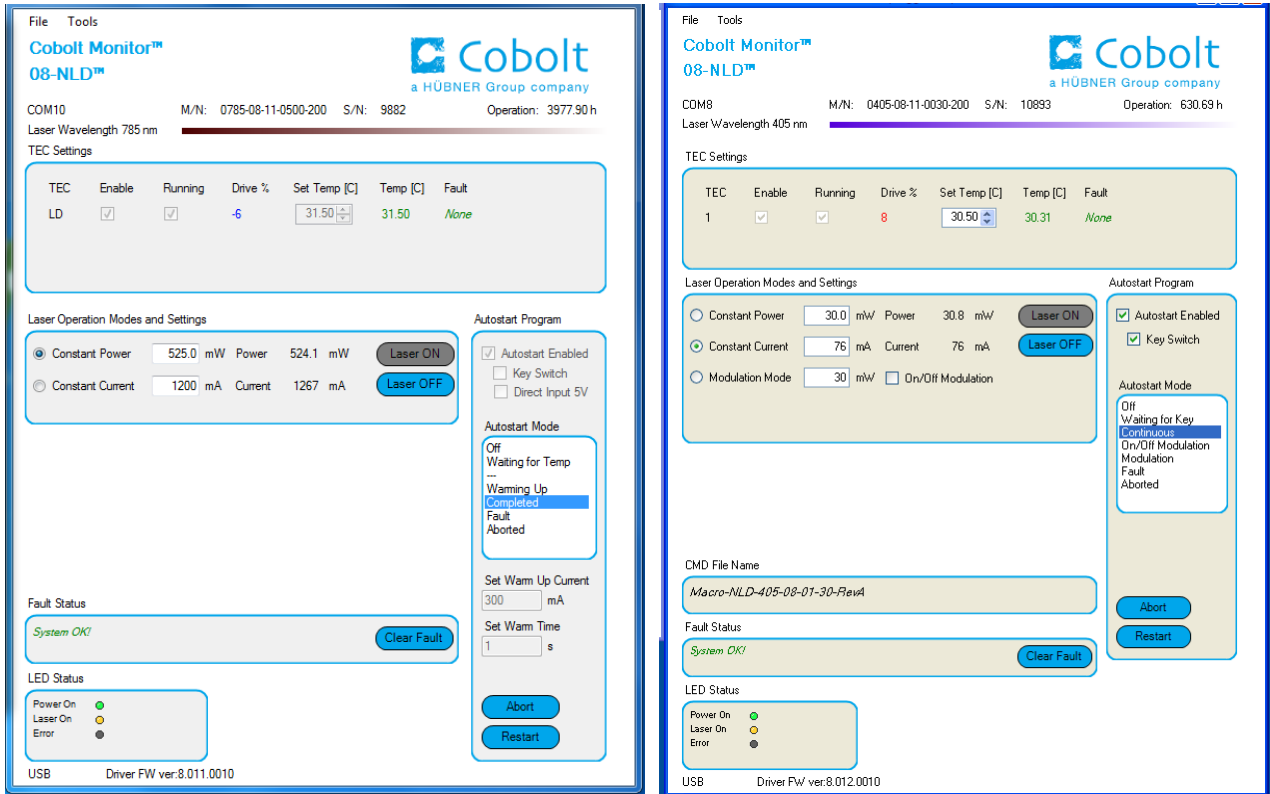 File Tools
Cobolt Monitor™
08-NLD™
Cobolt
a HÜBNER Group company
COM10 M/N: 0785-08-11-0500-200 S/N: 9882 Operation: 3977.90 h
Laser Wavelength 785 nm
TEC Settings
TEC Enable Running Drive % Set Temp [C] Temp [C] Fault
LD -6 31.50 31.50 None
Laser Operation Modes and Settings
Constant Power 525.0 mW Power 524.1 mW Laser ON
Constant Current 1200 mA Current 1267 mA Laser OFF
Autostart Program
Autostart Enabled
Key Switch
Direct Input 5V
Autostart Mode
Off
Waiting for Temp
---
Warming Up
Completed
Fault
Aborted
Set Warm Up Current
300 mA
Set Warm Time
1 s
Abort
Restart
Fault Status
System OK!
Clear Fault
LED Status
Power On
Laser On
Error
USB Driver FW ver:8.011.0010
File Tools
Cobolt Monitor™
08-NLD™
Cobolt
a HÜBNER Group company
COM8 M/N: 0405-08-11-0030-200 S/N: 10893 Operation: 630.69 h
Laser Wavelength 405 nm
TEC Settings
TEC Enable Running Drive % Set Temp [C] Temp [C] Fault
1 8 30.50 30.31 None
Laser Operation Modes and Settings
Constant Power 30.0 mW Power 30.8 mW Laser ON
Constant Current 76 mA Current 76 mA Laser OFF
Modulation Mode 30 mW On/Off Modulation
Autostart Program
Autostart Enabled
Key Switch
Autostart Mode
Off
Waiting for Key
Continuous
On/Off Modulation
Modulation
Fault
Aborted
Abort
Restart
CMD File Name
Macro-NLD-405-08-01-30-RevA
Fault Status
System OK!
Clear Fault
LED Status
Power On
Laser On
Error
USB Driver FW ver:8.012.0010